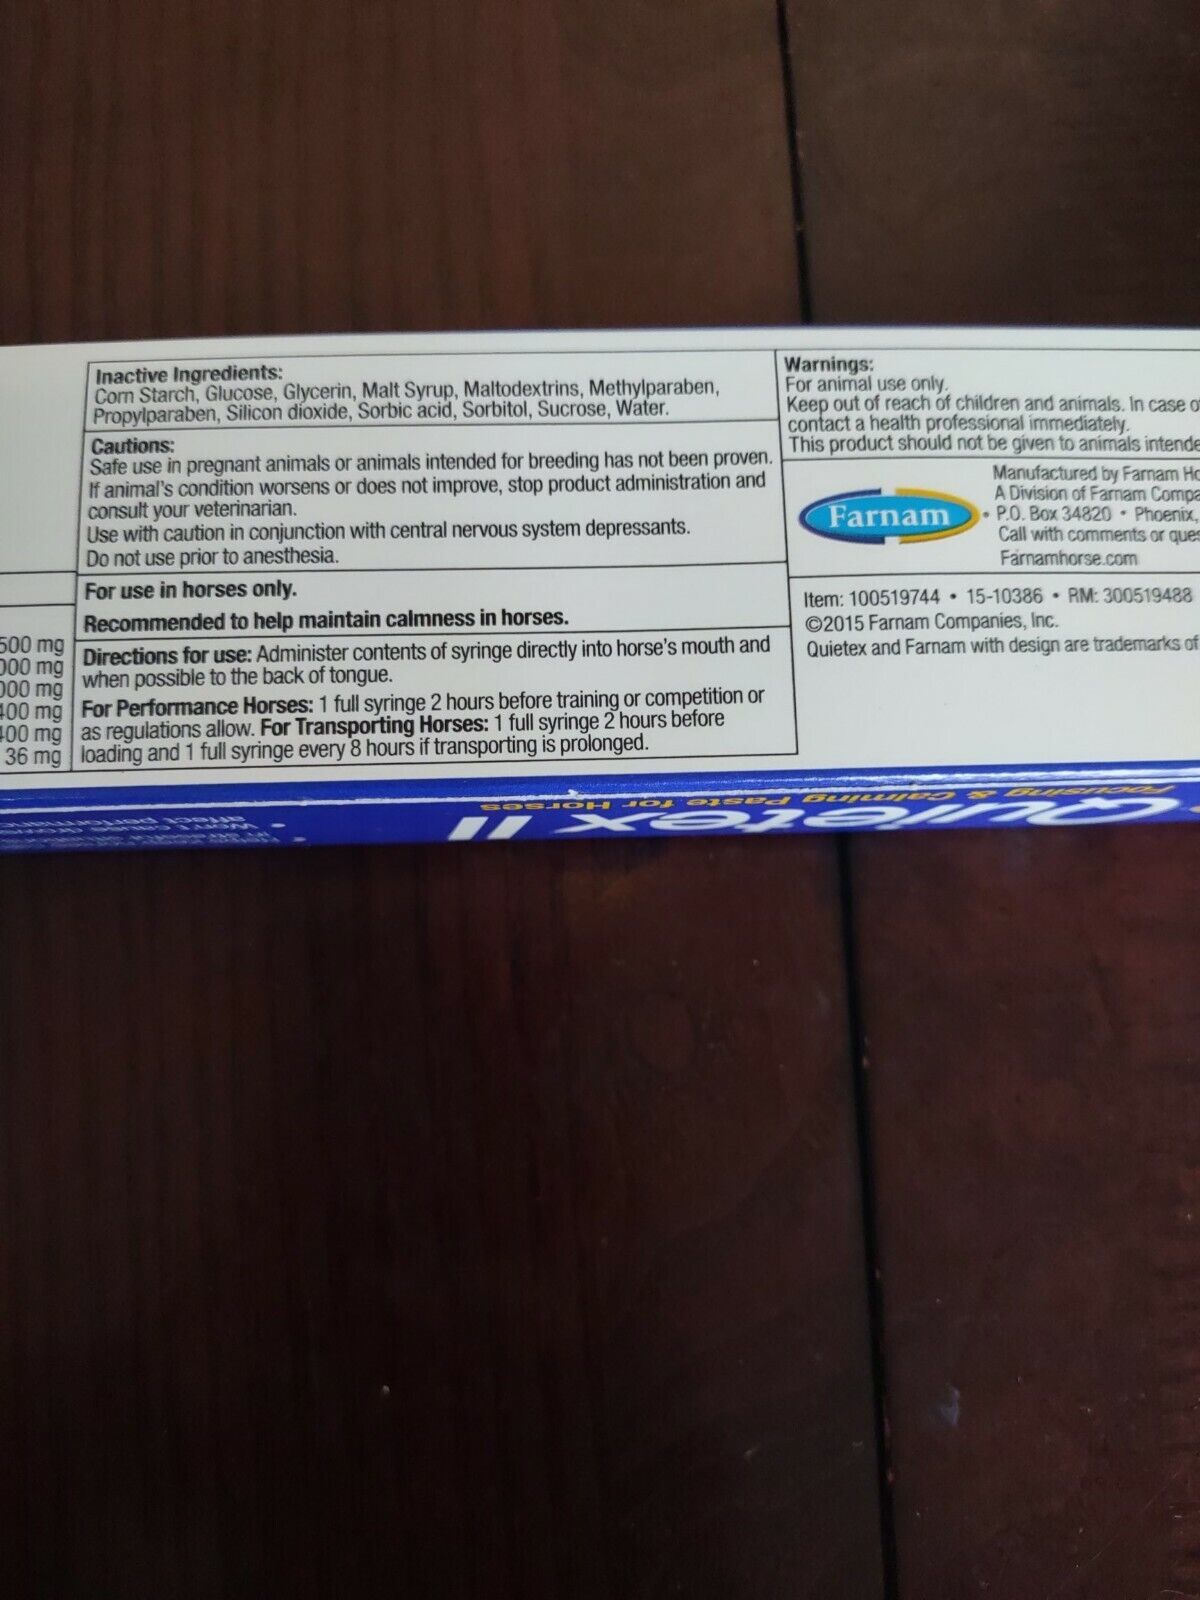 Inactive Ingredients:
Corn Starch, Glucose, Glycerin, Malt Syrup, Maltodextrins, Methylparaben,
Propylparaben, Silicon dioxide, Sorbic acid, Sorbitol, Sucrose, Water.
Cautions:
Safe use in pregnant animals or animals intended for breeding has not been proven.
If animal's condition worsens or does not improve, stop product administration and
consult your veterinarian.
Use with caution in conjunction with central nervous system depressants.
Do not use prior to anesthesia.
For use in horses only.
Recommended to help maintain calmness in horses.
Directions for use: Administer contents of syringe directly into horse's mouth and
when possible to the back of tongue.
For Performance Horses: 1 full syringe 2 hours before training or competition or
as regulations allow. For Transporting Horses: 1 full syringe 2 hours before
loading and 1 full syringe every 8 hours if transporting is prolonged.
500 mg
000 mg
000 mg
400 mg
400 mg
36 mg
Warnings:
For animal use only.
Keep out of reach of children and animals. In case
contact a health professional immediately.
This product should not be given to animals
Farnam
Manufactured by Farnam
A Division of Farnam
• P.O. Box 34820 • Phoenix,
Call with comments or
Farnamhorse.com
Item: 100519744 • 15-10386 • RM: 300519488
©2015 Farnam Companies, Inc.
Quietex and Farnam with design are trademarks of
Quietex II
Focusing & Calming Paste for Horses
• Won't cause
affect